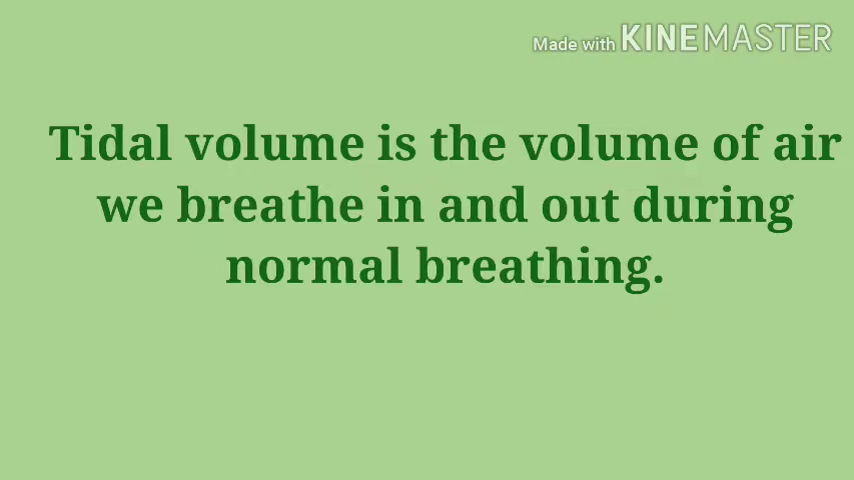 Made with KINEMASTER
Tidal volume is the volume of air
we breathe in and out during
normal breathing.